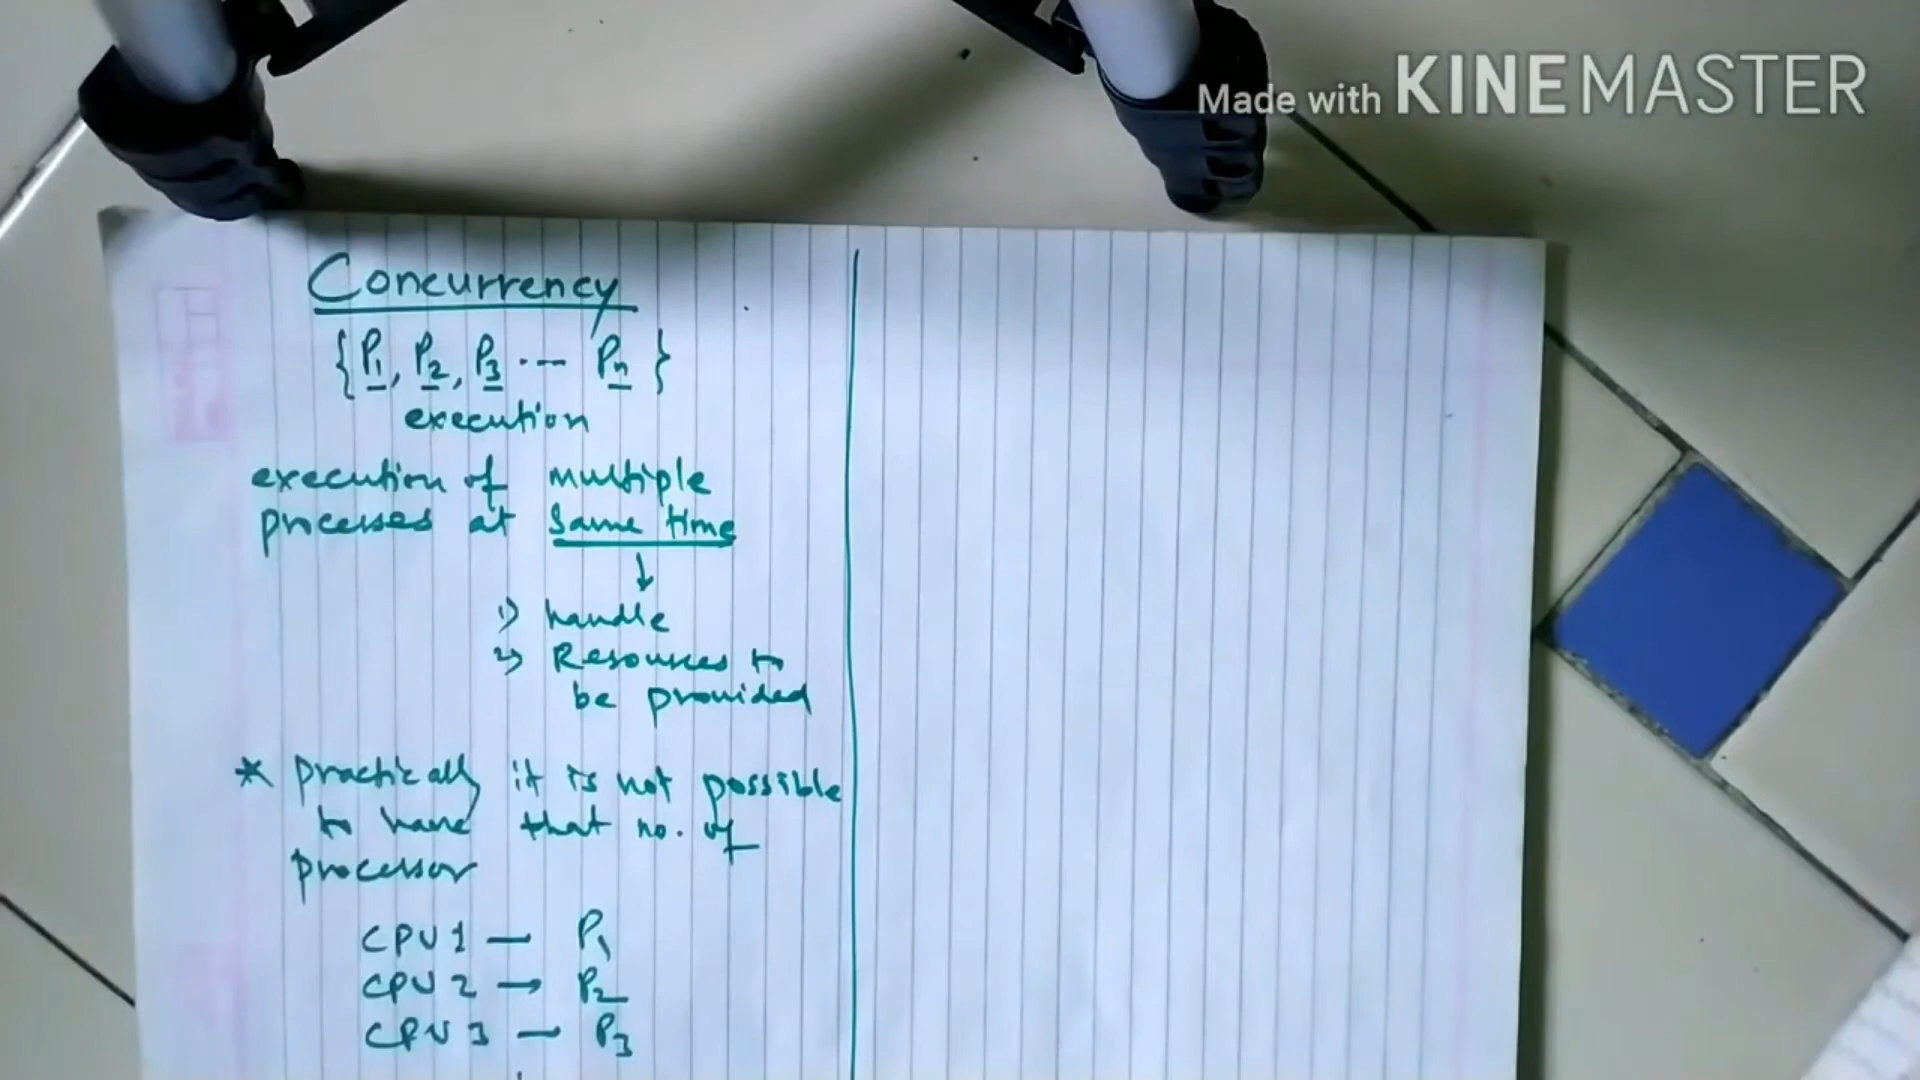 Made with KINEMASTER
Concurrency
{P1, P2, P3 ... Pn}
execution
execution of multiple
processes at same time
↓
1) handle
2) Resources to
be provided
* practically it is not possible
to have that no. of
processor
CPU 1 — P1
CPU 2 → P2
CPU 3 — P3